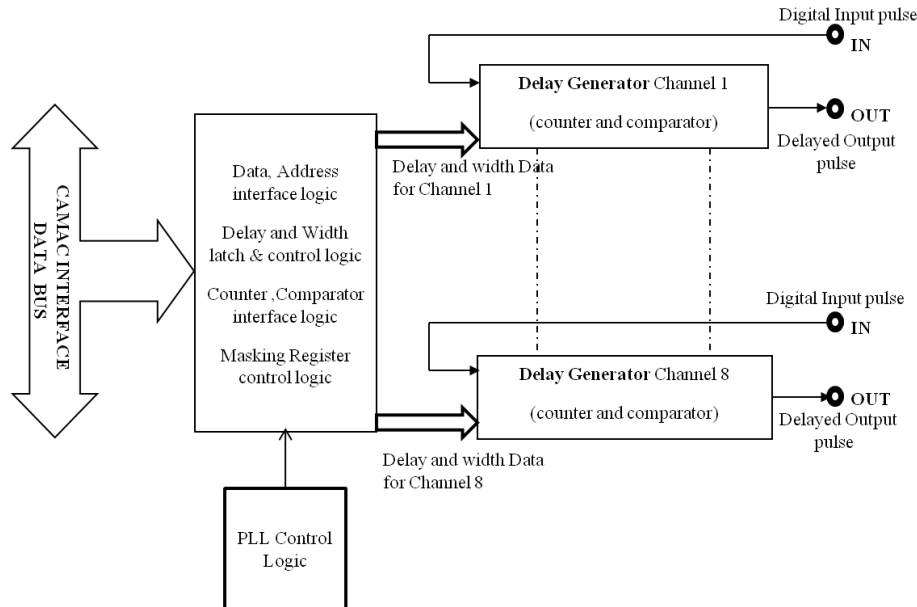 Digital Input pulse
IN
Delay Generator Channel 1
(counter and comparator)
OUT
Delayed Output
pulse
CAMAC INTERFACE
DATA BUS
Data, Address
interface logic
Delay and Width
latch & control logic
Counter ,Comparator
interface logic
Masking Register
control logic
Delay and width Data
for Channel 1
Digital Input pulse
IN
Delay Generator Channel 8
(counter and comparator)
OUT
Delayed Output
pulse
Delay and width Data
for Channel 8
PLL Control
Logic